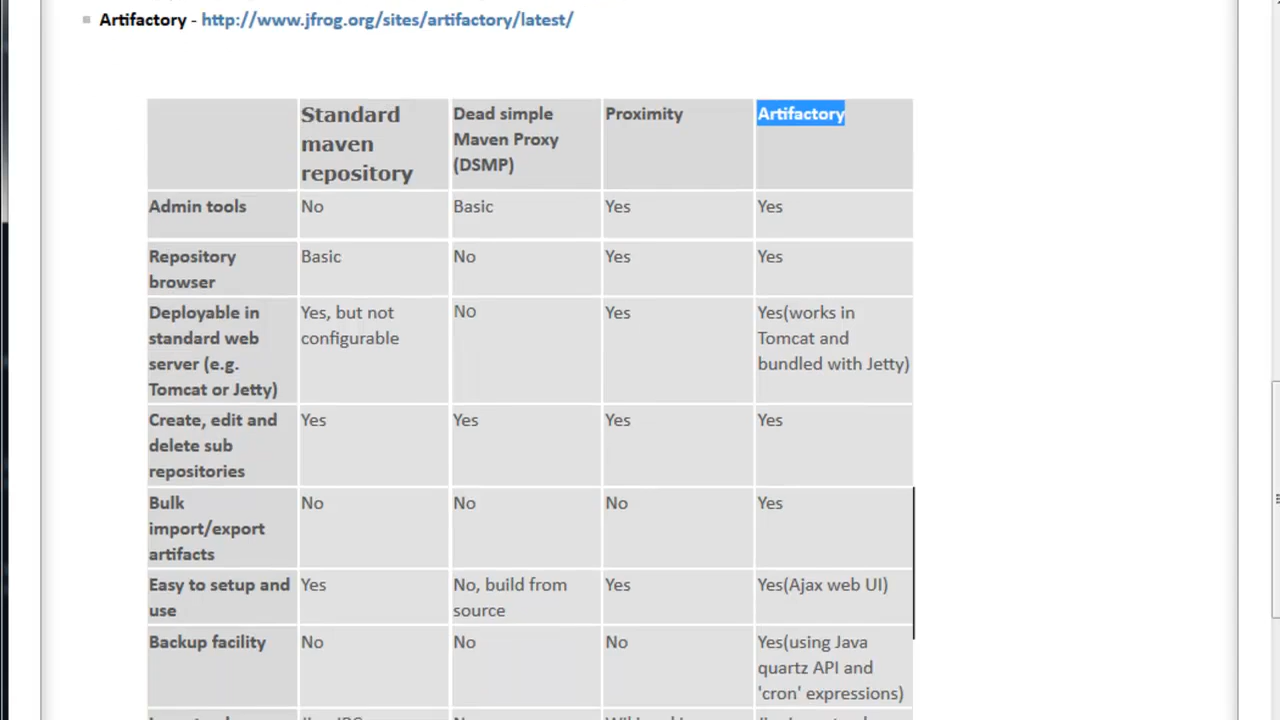 Artifactory - http://www.jfrog.org/sites/artifactory/latest/
Standard maven repository
Dead simple Maven Proxy (DSMP)
Proximity
Artifactory
Admin tools
No
Basic
Yes
Yes
Repository browser
Basic
No
Yes
Yes
Deployable in standard web server (e.g. Tomcat or Jetty)
Yes, but not configurable
No
Yes
Yes(works in Tomcat and bundled with Jetty)
Create, edit and delete sub repositories
Yes
Yes
Yes
Yes
Bulk import/export artifacts
No
No
No
Yes
Easy to setup and use
Yes
No, build from source
Yes
Yes(Ajax web UI)
Backup facility
No
No
No
Yes(using Java quartz API and 'cron' expressions)